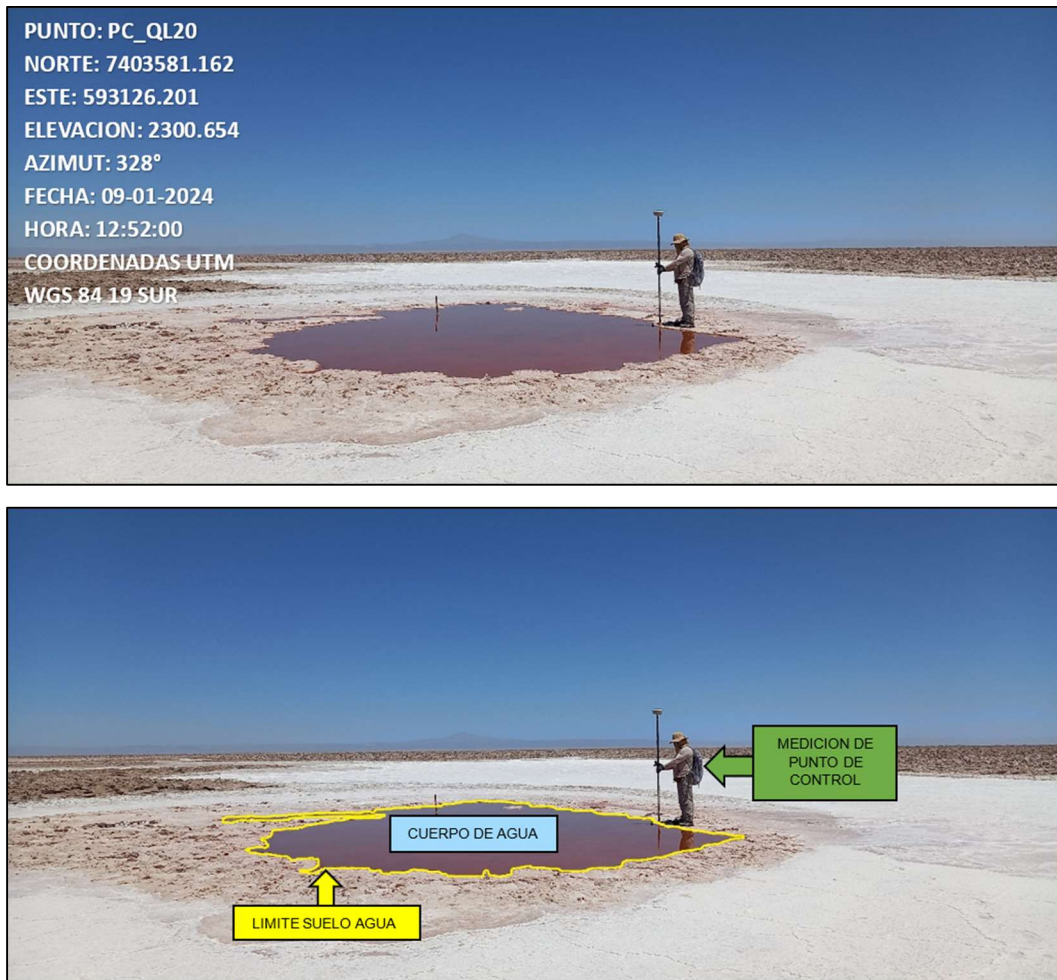 PUNTO: PC_QL20
NORTE: 7403581.162
ESTE: 593126.201
ELEVACION: 2300.654
AZIMUT: 328°
FECHA: 09-01-2024
HORA: 12:52:00
COORDENADAS UTM
WGS 84 19 SUR
MEDICION DE
PUNTO DE
CONTROL
CUERPO DE AGUA
LIMITE SUELO AGUA